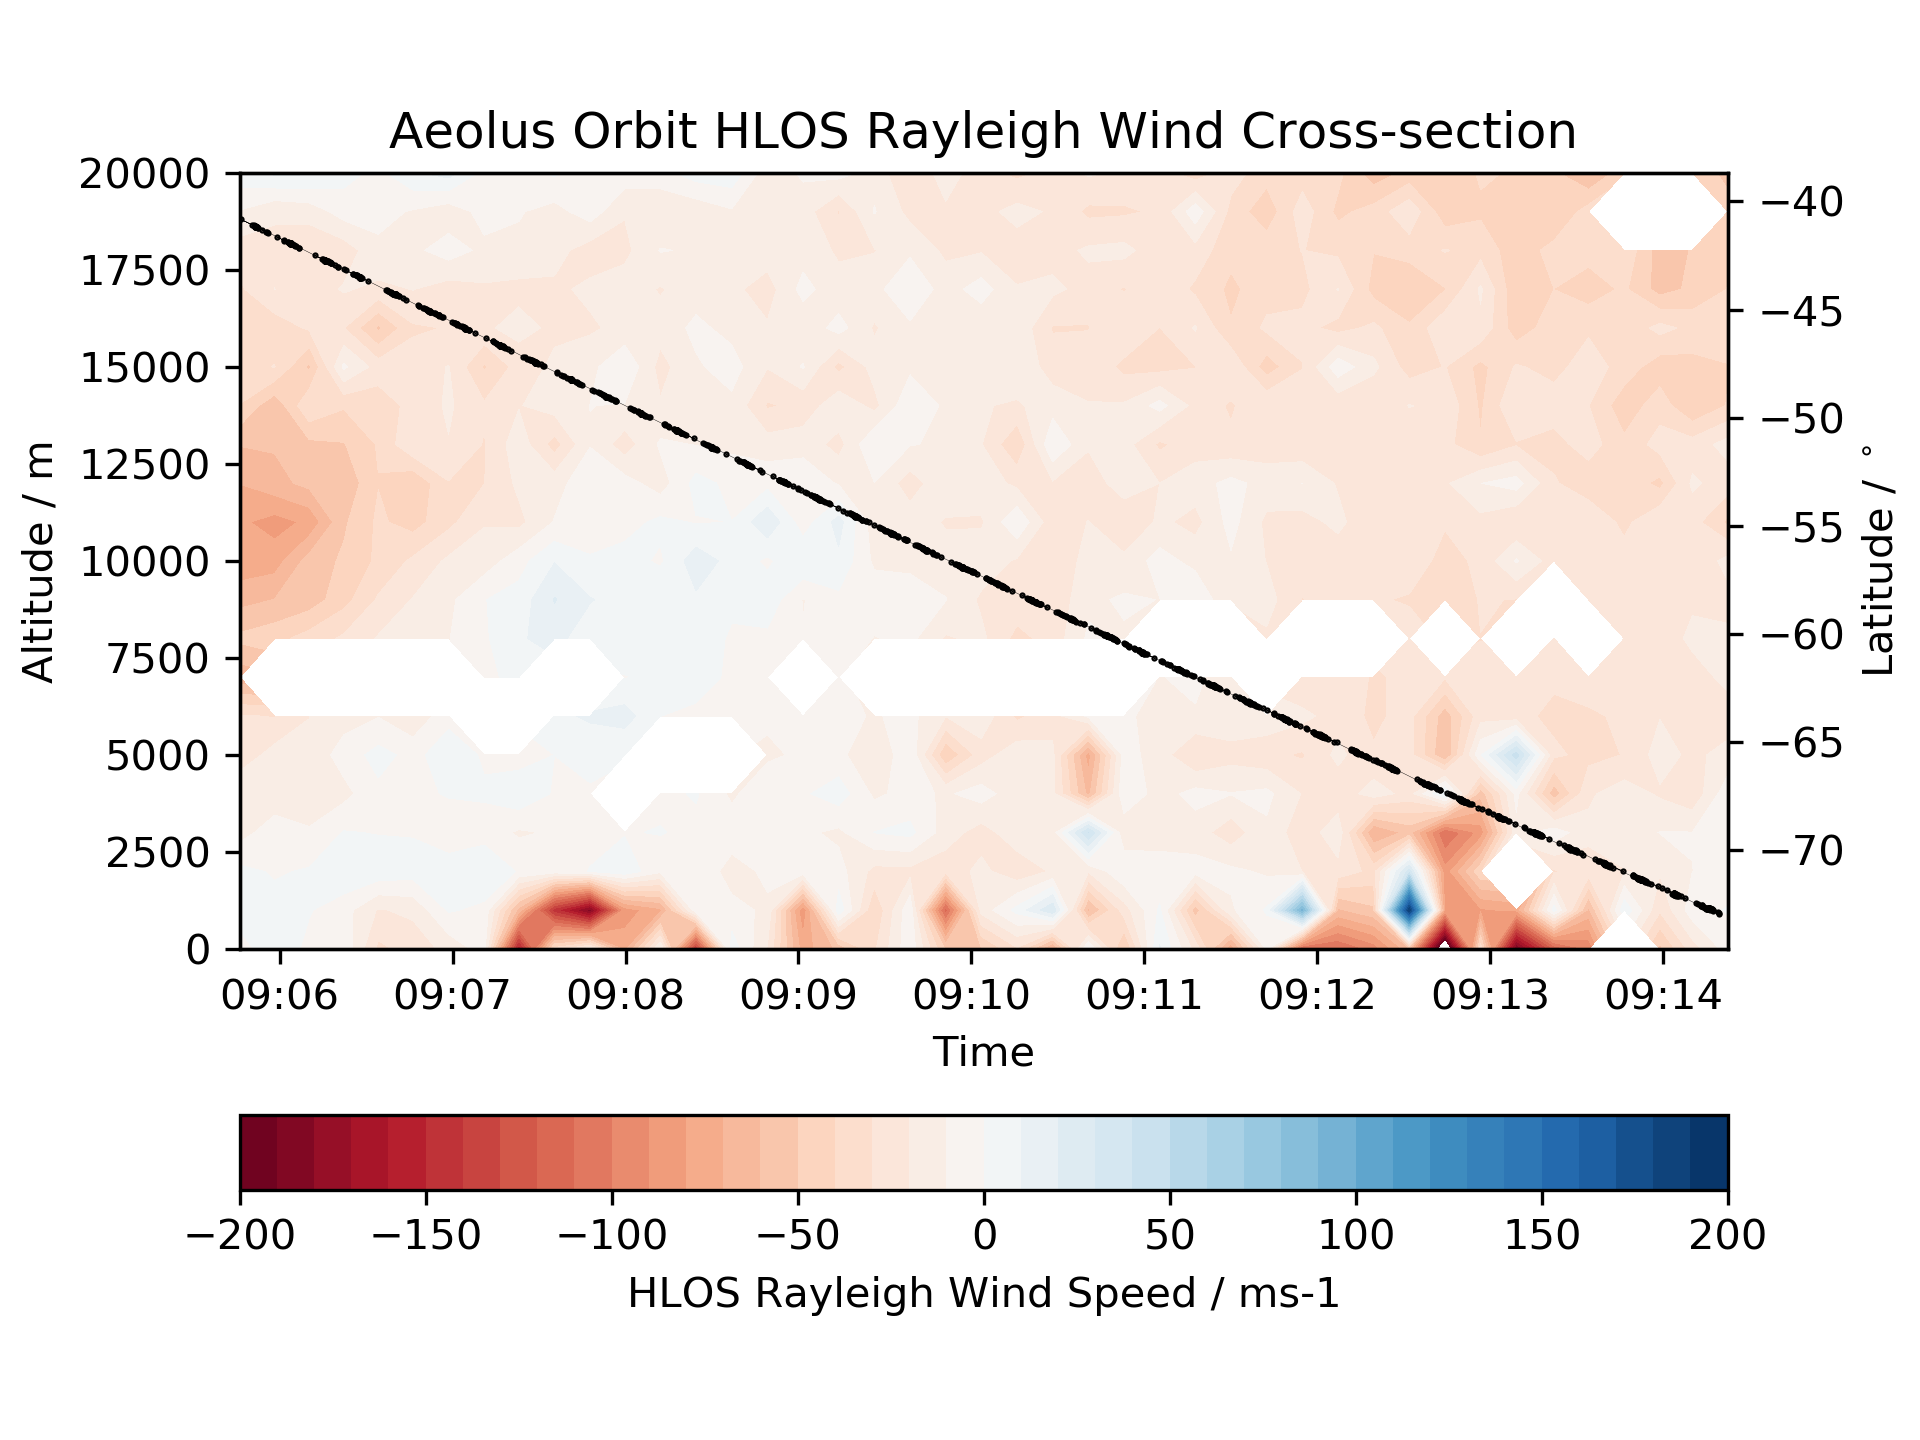 Aeolus Orbit HLOS Rayleigh Wind Cross-section
20000
17500
15000
12500
10000
7500
5000
2500
0
Altitude / m
−40
−45
−50
−55
−60
−65
−70
Latitude / °
09:06 09:07 09:08 09:09 09:10 09:11 09:12 09:13 09:14
Time
−200 −150 −100 −50 0 50 100 150 200
HLOS Rayleigh Wind Speed / ms-1